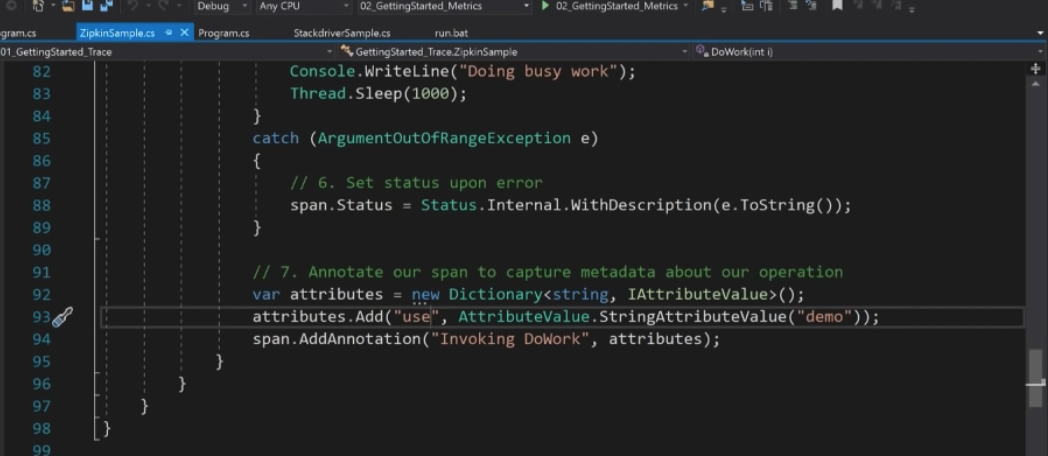 Debug Any CPU 02_GettingStarted_Metrics 02_GettingStarted_Metrics
gram.cs ZipkinSample.cs Program.cs StackdriverSample.cs run.bat
01_GettingStarted_Trace GettingStarted_Trace.ZipkinSample DoWork(int i)
82 Console.WriteLine("Doing busy work");
83 Thread.Sleep(1000);
84 }
85 catch (ArgumentOutOfRangeException e)
86 {
87 // 6. Set status upon error
88 span.Status = Status.Internal.WithDescription(e.ToString());
89 }
90
91 // 7. Annotate our span to capture metadata about our operation
92 var attributes = new Dictionary<string, IAttributeValue>();
93 attributes.Add("use", AttributeValue.StringAttributeValue("demo"));
94 span.AddAnnotation("Invoking DoWork", attributes);
95 }
96 }
97 }
98 }
99